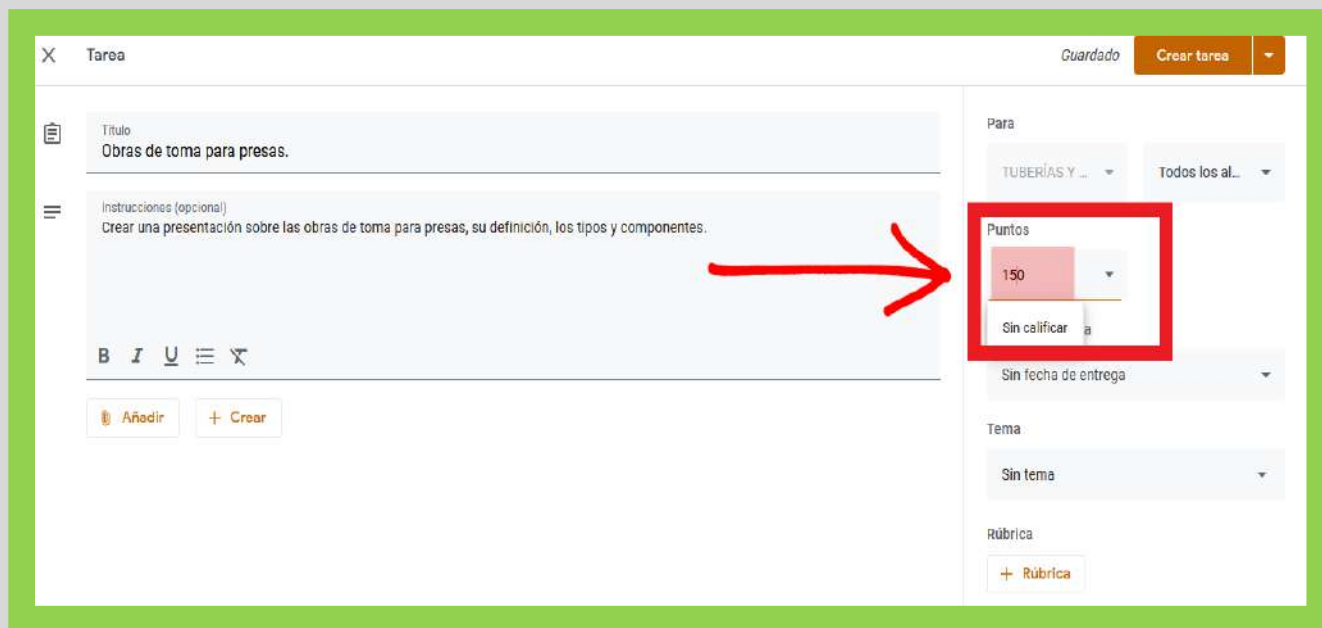 Tarea
Guardado
Crear tarea
Título
Obras de toma para presas.
Instrucciones (opcional)
Crear una presentación sobre las obras de toma para presas, su definición, los tipos y componentes.
B I U
Añadir
+ Crear
Para
TUBERÍAS Y ...
Todos los al...
Puntos
150
Sin calificar
a
Sin fecha de entrega
Tema
Sin tema
Rúbrica
+ Rúbrica